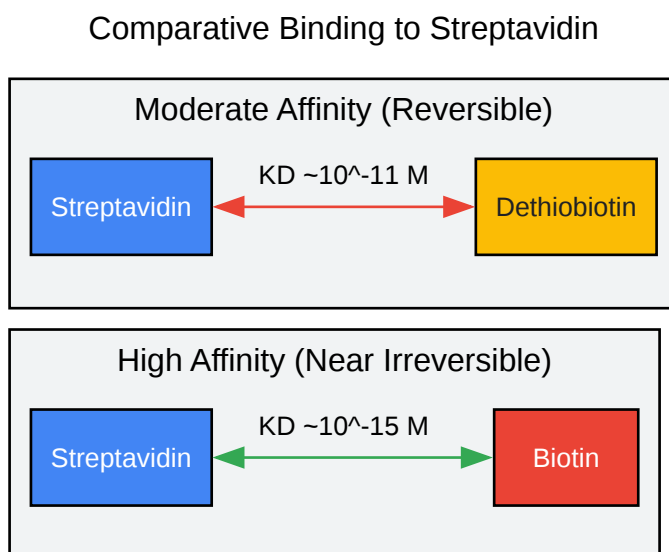 Comparative Binding to Streptavidin
Moderate Affinity (Reversible)
KD ~10^-11 M
Streptavidin
Dethiobiotin
High Affinity (Near Irreversible)
KD ~10^-15 M
Streptavidin
Biotin